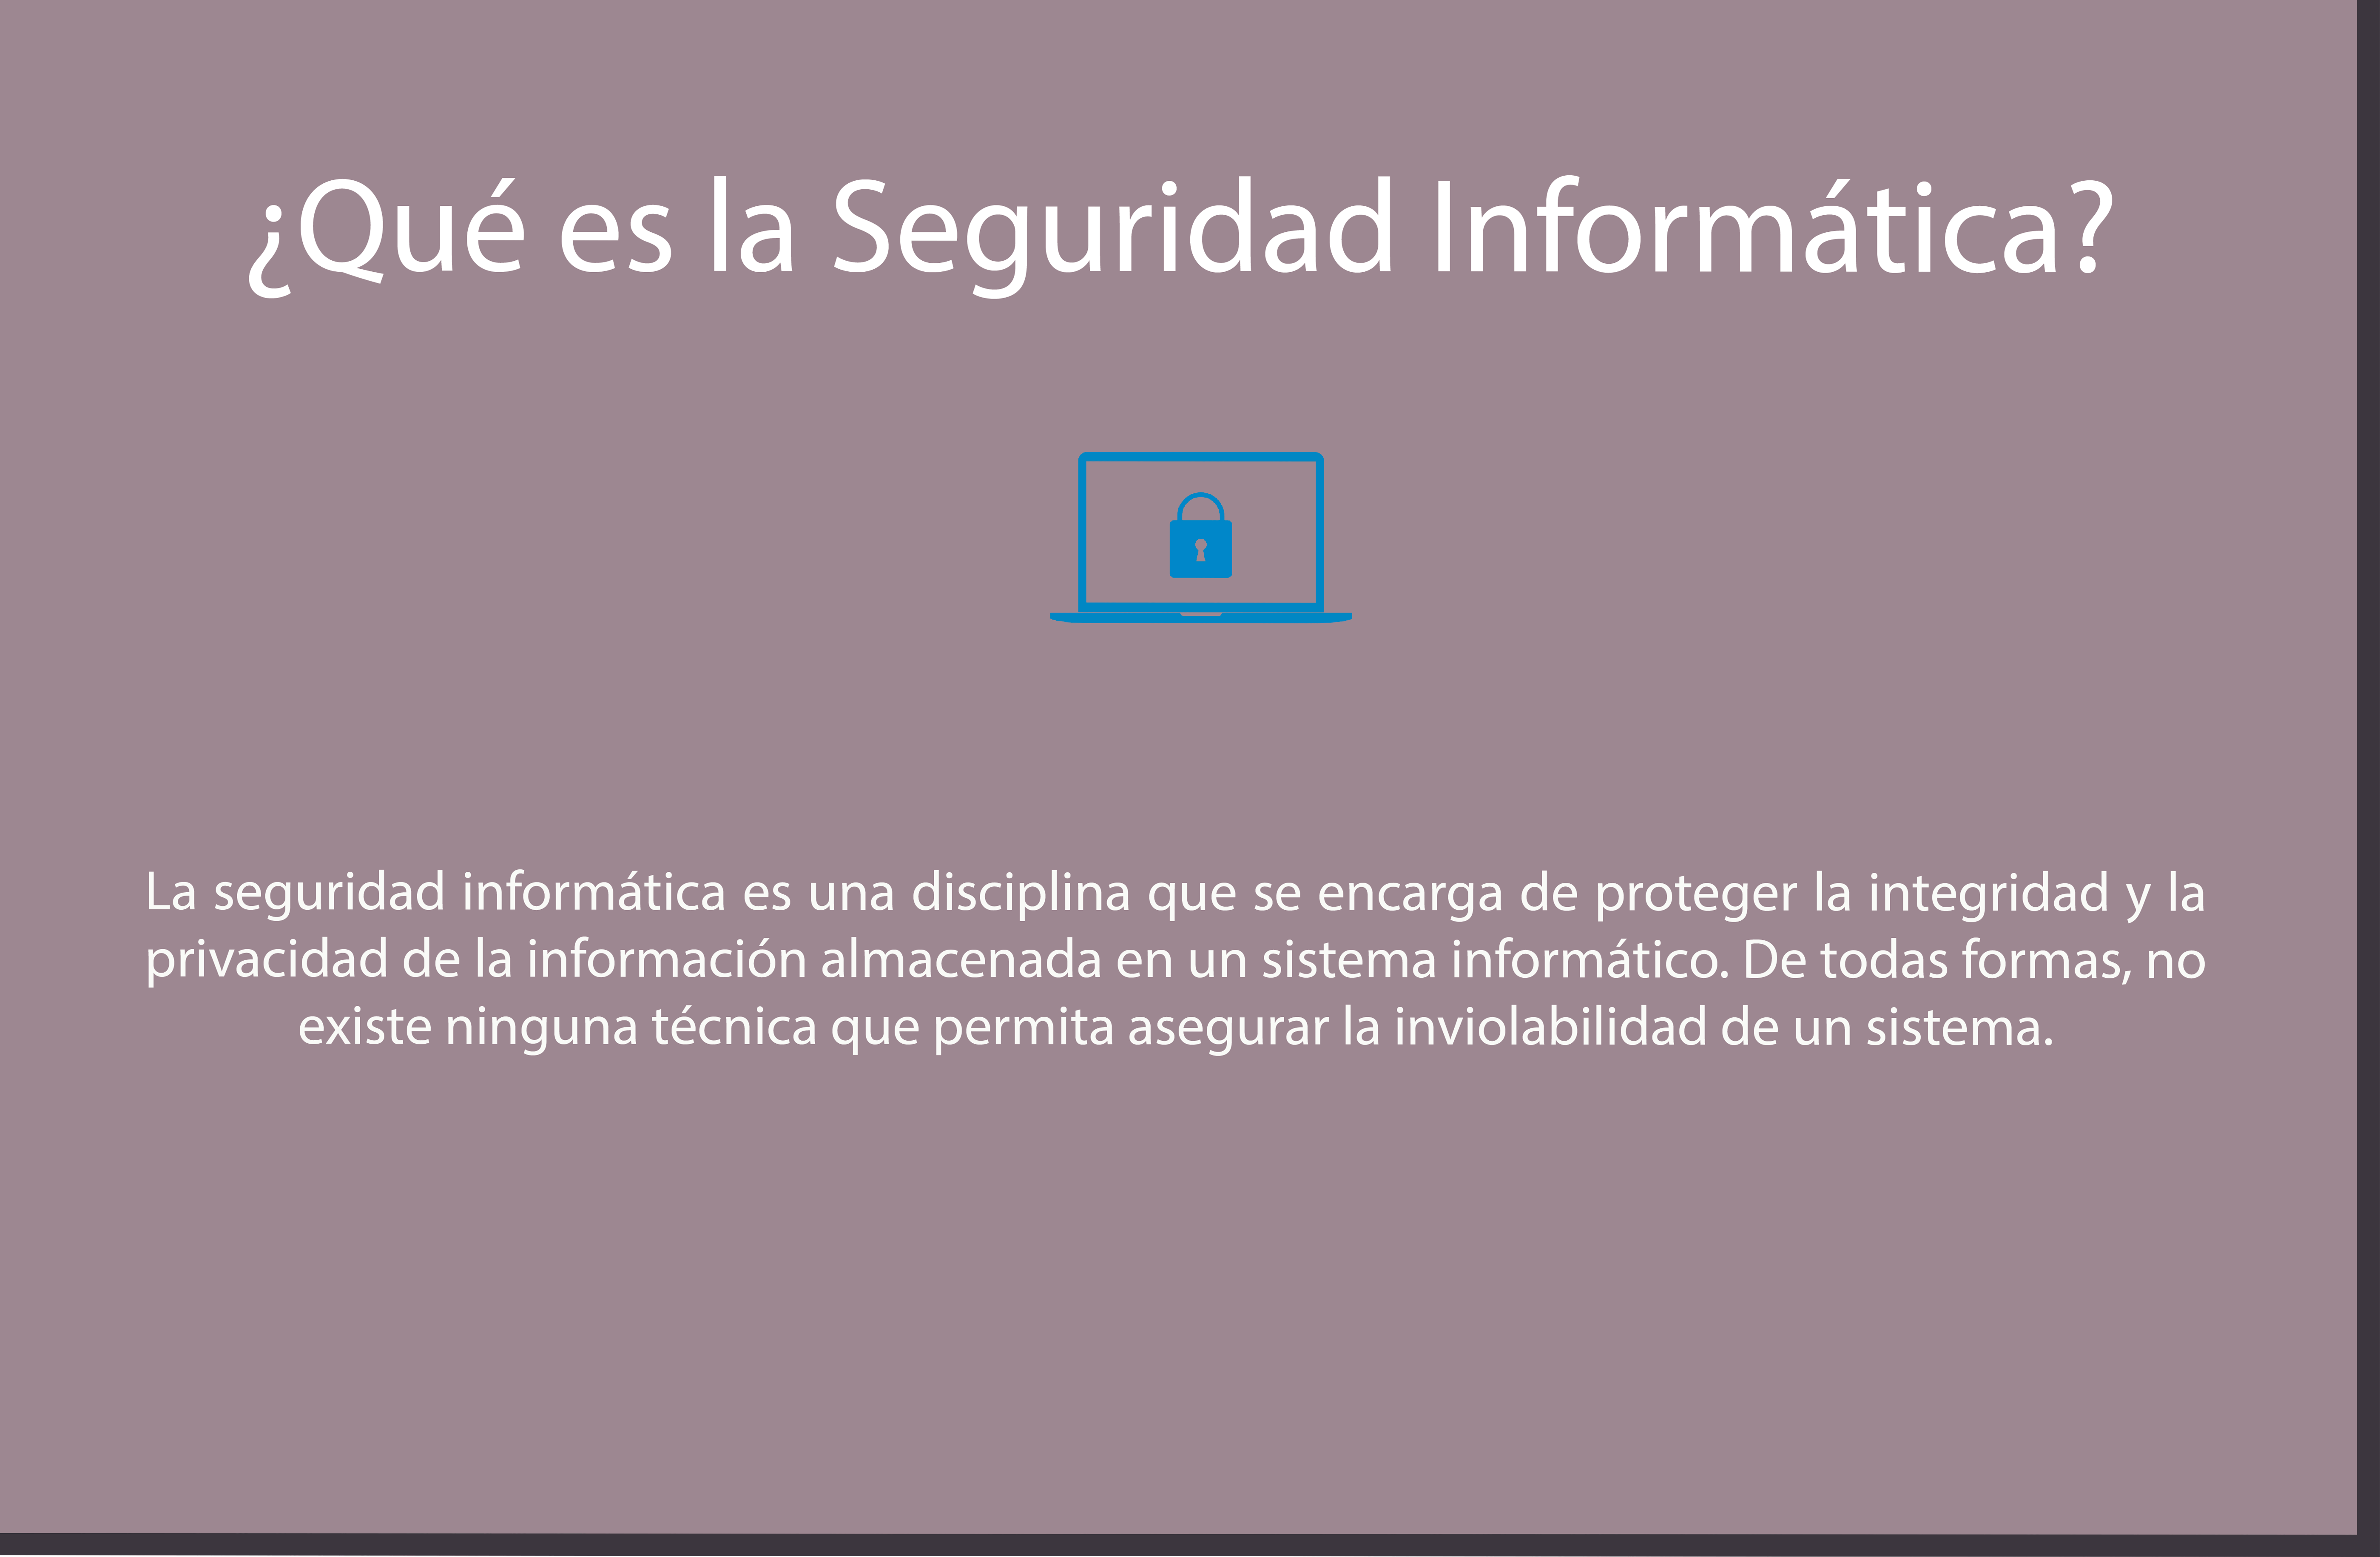 ¿Qué es la Seguridad Informática?
La seguridad informática es una disciplina que se encarga de proteger la integridad y la
privacidad de la información almacenada en un sistema informático. De todas formas, no
existe ninguna técnica que permita asegurar la inviolabilidad de un sistema.